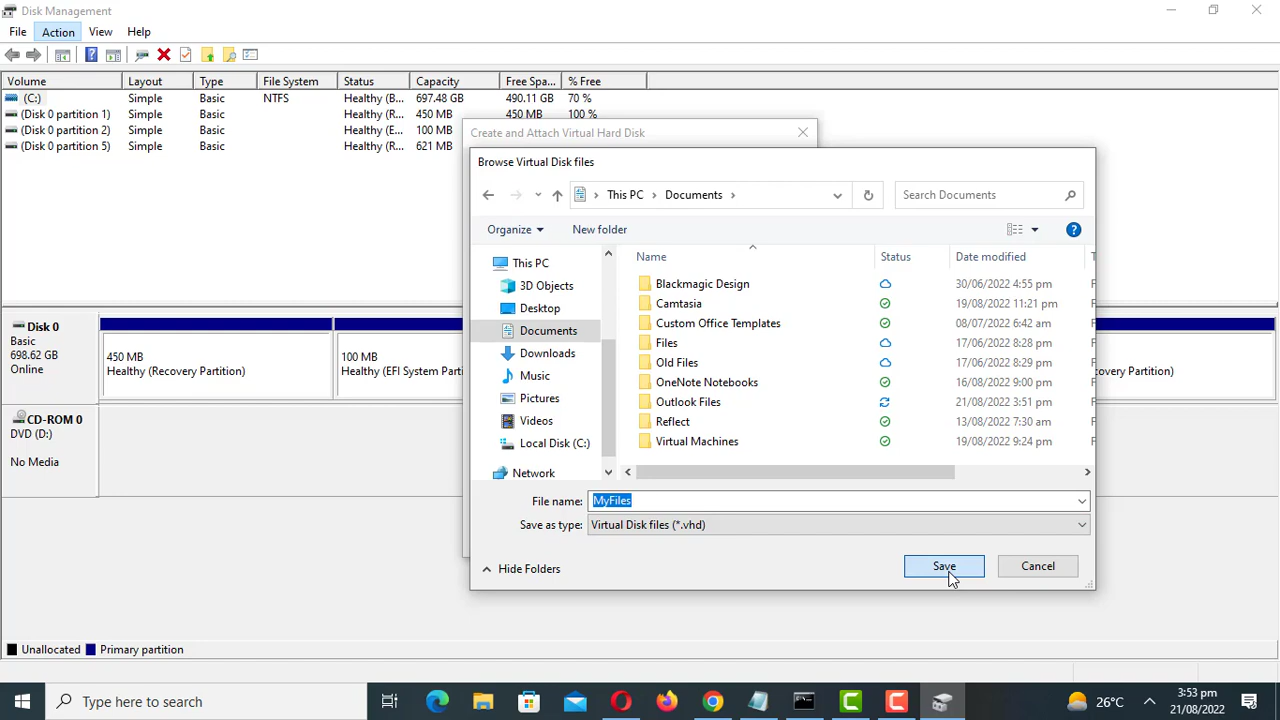 Disk Management
File Action View Help
Volume Layout Type File System Status Capacity Free Spa... % Free
(C:) Simple Basic NTFS Healthy (B... 697.48 GB 490.11 GB 70 %
(Disk 0 partition 1) Simple Basic Healthy (R... 450 MB 450 MB 100 %
(Disk 0 partition 2) Simple Basic Healthy (E... 100 MB
(Disk 0 partition 5) Simple Basic Healthy (R... 621 MB
Create and Attach Virtual Hard Disk
Browse Virtual Disk files
This PC Documents
Search Documents
Organize New folder
This PC
3D Objects
Desktop
Documents
Downloads
Music
Pictures
Videos
Local Disk (C:)
Network
Name Status Date modified
Blackmagic Design 30/06/2022 4:55 pm
Camtasia 19/08/2022 11:21 pm
Custom Office Templates 08/07/2022 6:42 am
Files 17/06/2022 8:28 pm
Old Files 17/06/2022 8:29 pm
OneNote Notebooks 16/08/2022 9:00 pm
Outlook Files 21/08/2022 3:51 pm
Reflect 13/08/2022 7:30 am
Virtual Machines 19/08/2022 9:24 pm
File name: MyFiles
Save as type: Virtual Disk files (*.vhd)
Hide Folders Save Cancel
Disk 0
Basic
698.62 GB
Online
450 MB
Healthy (Recovery Partition)
100 MB
Healthy (EFI System Parti
ecovery Partition)
CD-ROM 0
DVD (D:)
No Media
Unallocated Primary partition
Type here to search
26°C
3:53 pm
21/08/2022